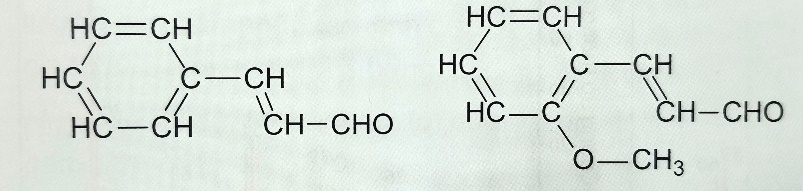 HC=CH
HC C—CH
HC—CH CH—CHO
HC=CH
HC C—CH
HC—C CH—CHO
O—CH₃